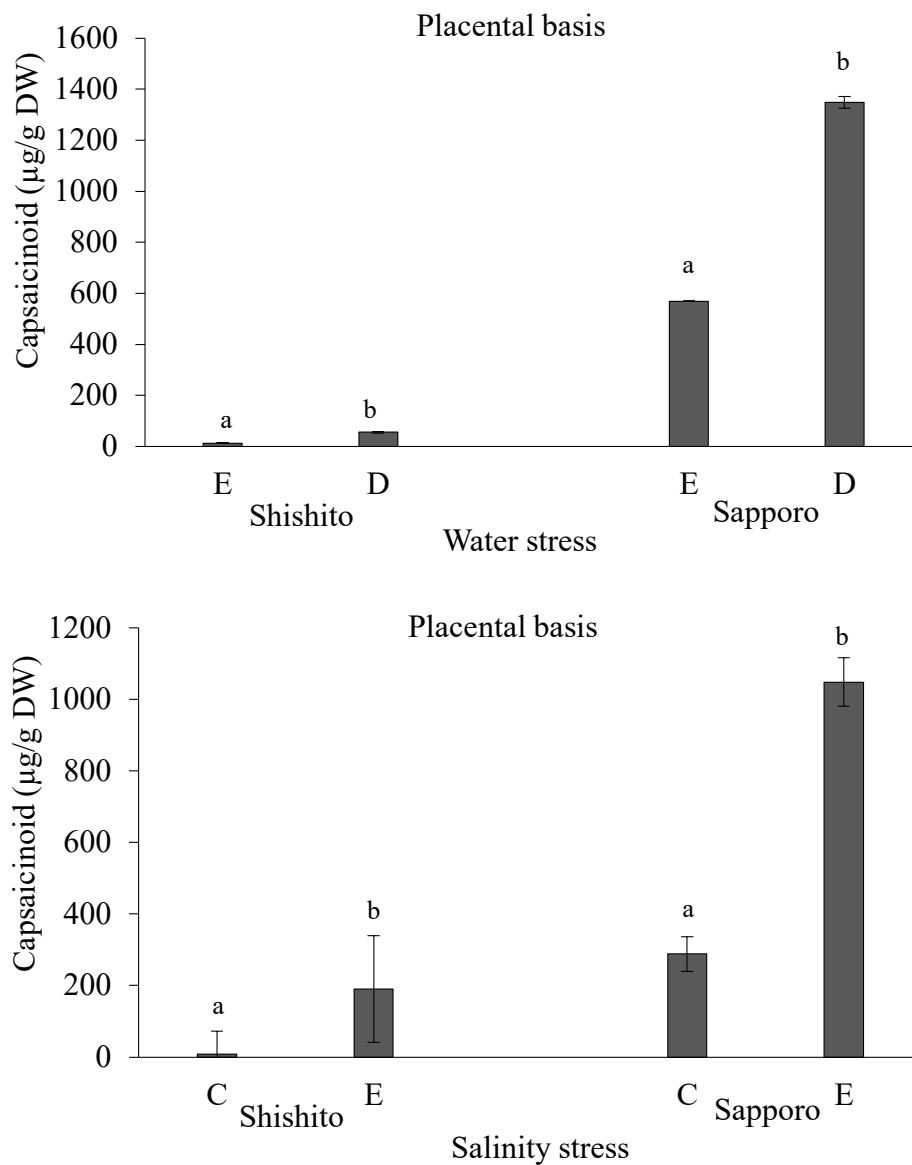 Placental basis
Capsaicinoid (µg/g DW)
1600
1400
1200
1000
800
600
400
200
0
a
b
a
b
E
D
E
D
Shishito
Sapporo
Water stress
Placental basis
Capsaicinoid (µg/g DW)
1200
1000
800
600
400
200
0
a
b
a
b
C
E
C
E
Shishito
Sapporo
Salinity stress